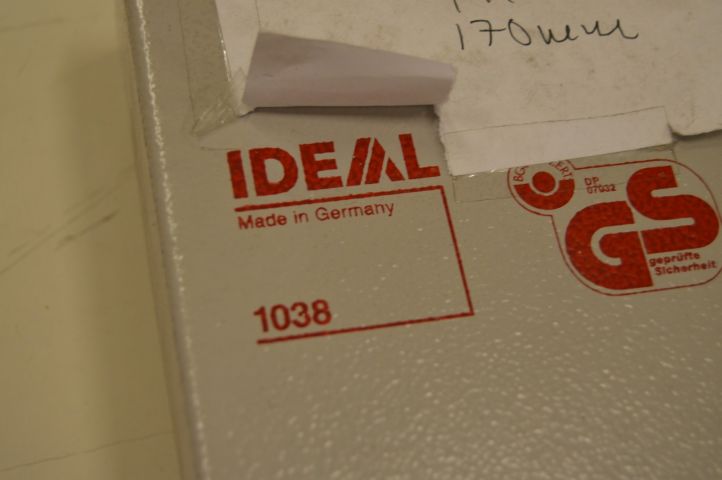 170mm
IDEAL
Made in Germany
1038
DP
07032
GS
geprüfte
Sicherheit